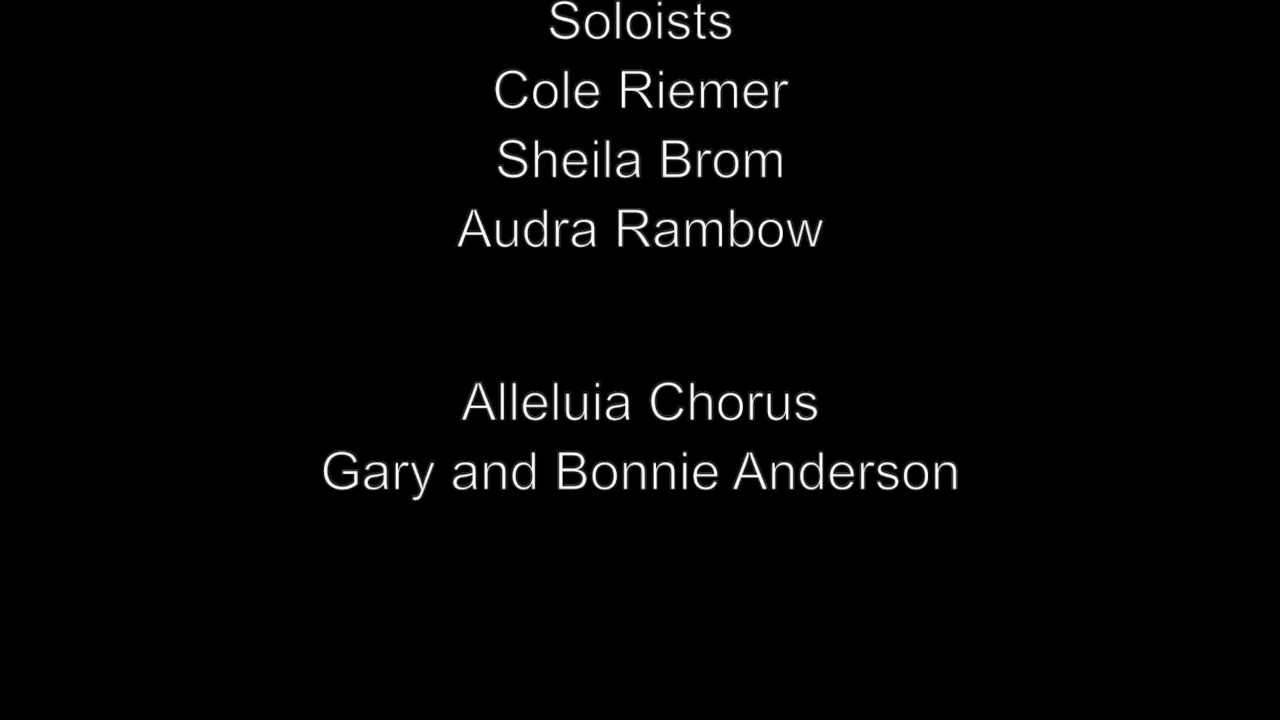 Soloists
Cole Riemer
Sheila Brom
Audra Rambow
Alleluia Chorus
Gary and Bonnie Anderson